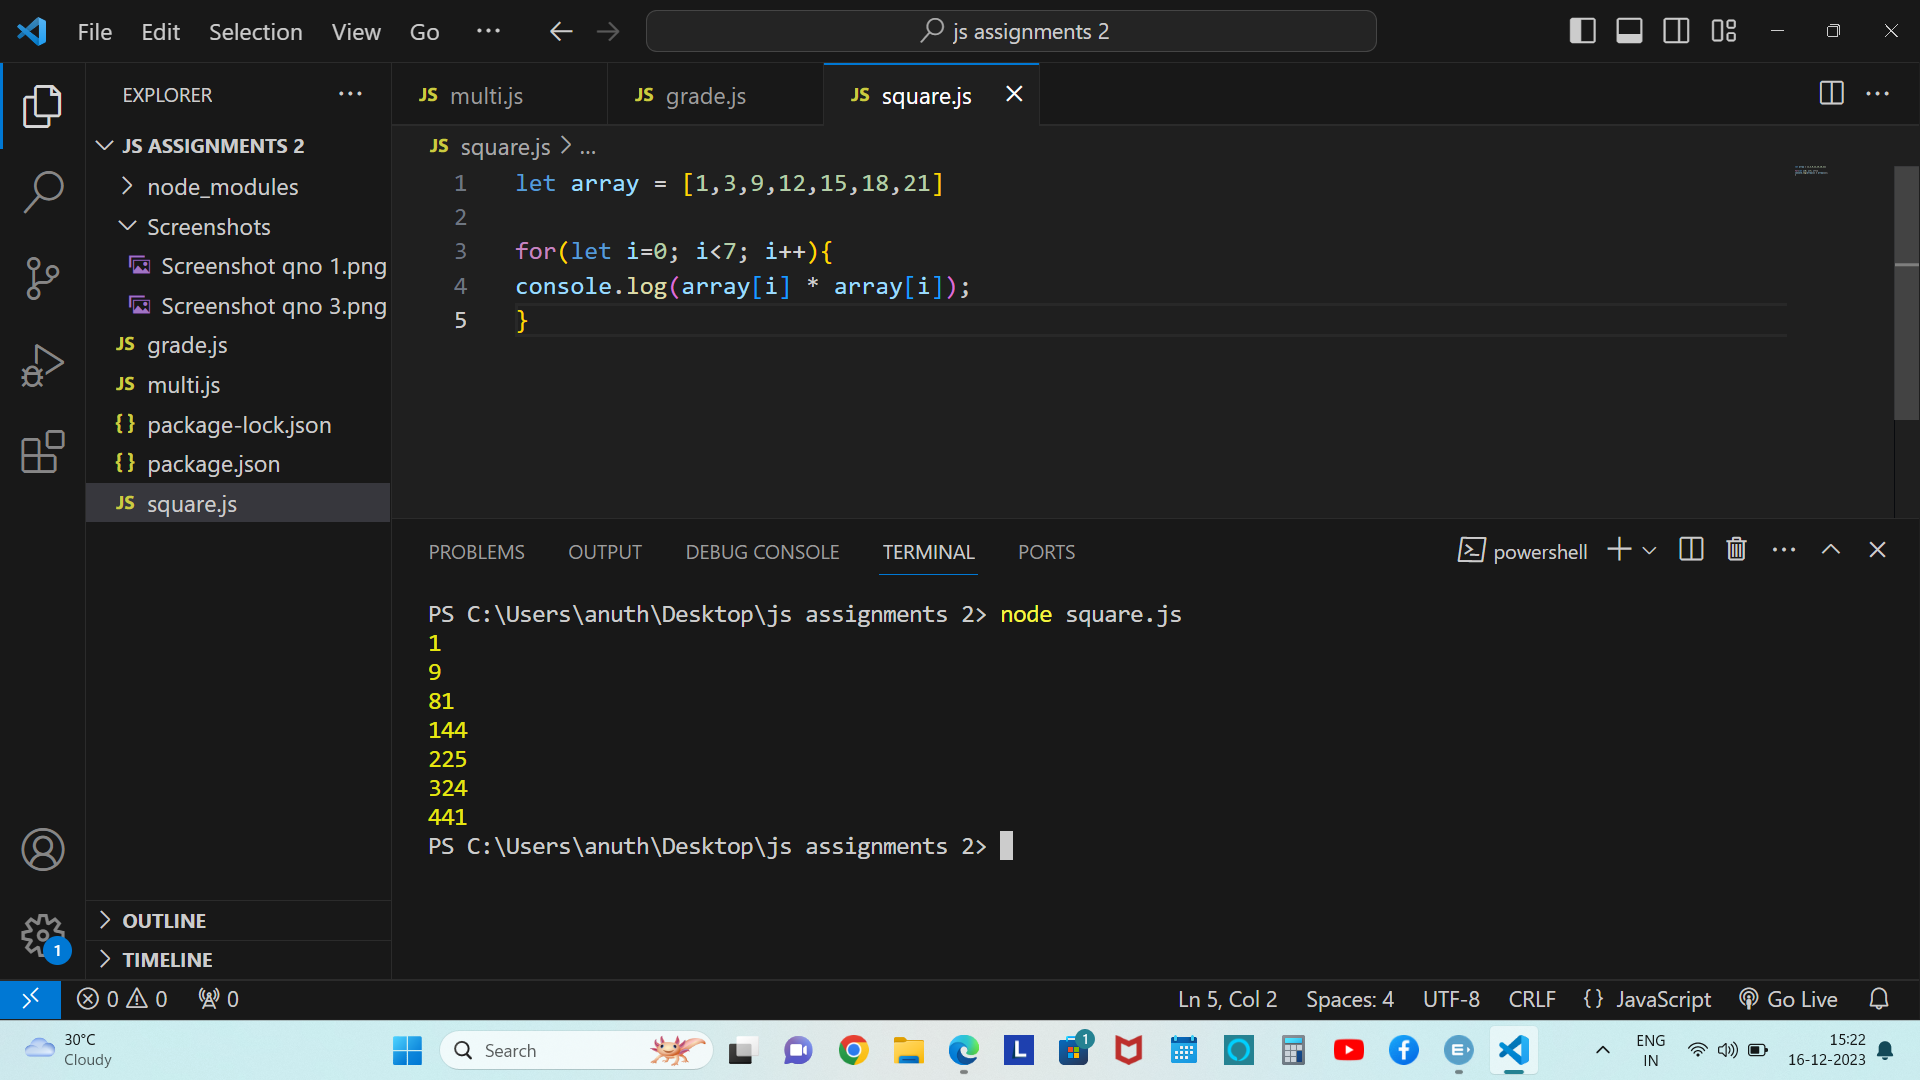 File Edit Selection View Go ...
js assignments 2
EXPLORER
JS ASSIGNMENTS 2
node_modules
Screenshots
Screenshot qno 1.png
Screenshot qno 3.png
JS grade.js
JS multi.js
{} package-lock.json
{} package.json
JS square.js
OUTLINE
TIMELINE
JS multi.js JS grade.js JS square.js
JS square.js > ...
1 let array = [1,3,9,12,15,18,21]
2
3 for(let i=0; i<7; i++){
4 console.log(array[i] * array[i]);
5 }
PROBLEMS OUTPUT DEBUG CONSOLE TERMINAL PORTS
powershell
PS C:\Users\anuth\Desktop\js assignments 2> node square.js
1
9
81
144
225
324
441
PS C:\Users\anuth\Desktop\js assignments 2>
1
0 0 0
Ln 5, Col 2 Spaces: 4 UTF-8 CRLF {} JavaScript Go Live
30°C
Cloudy
Search
L
1
E
ENG
IN
15:22
16-12-2023